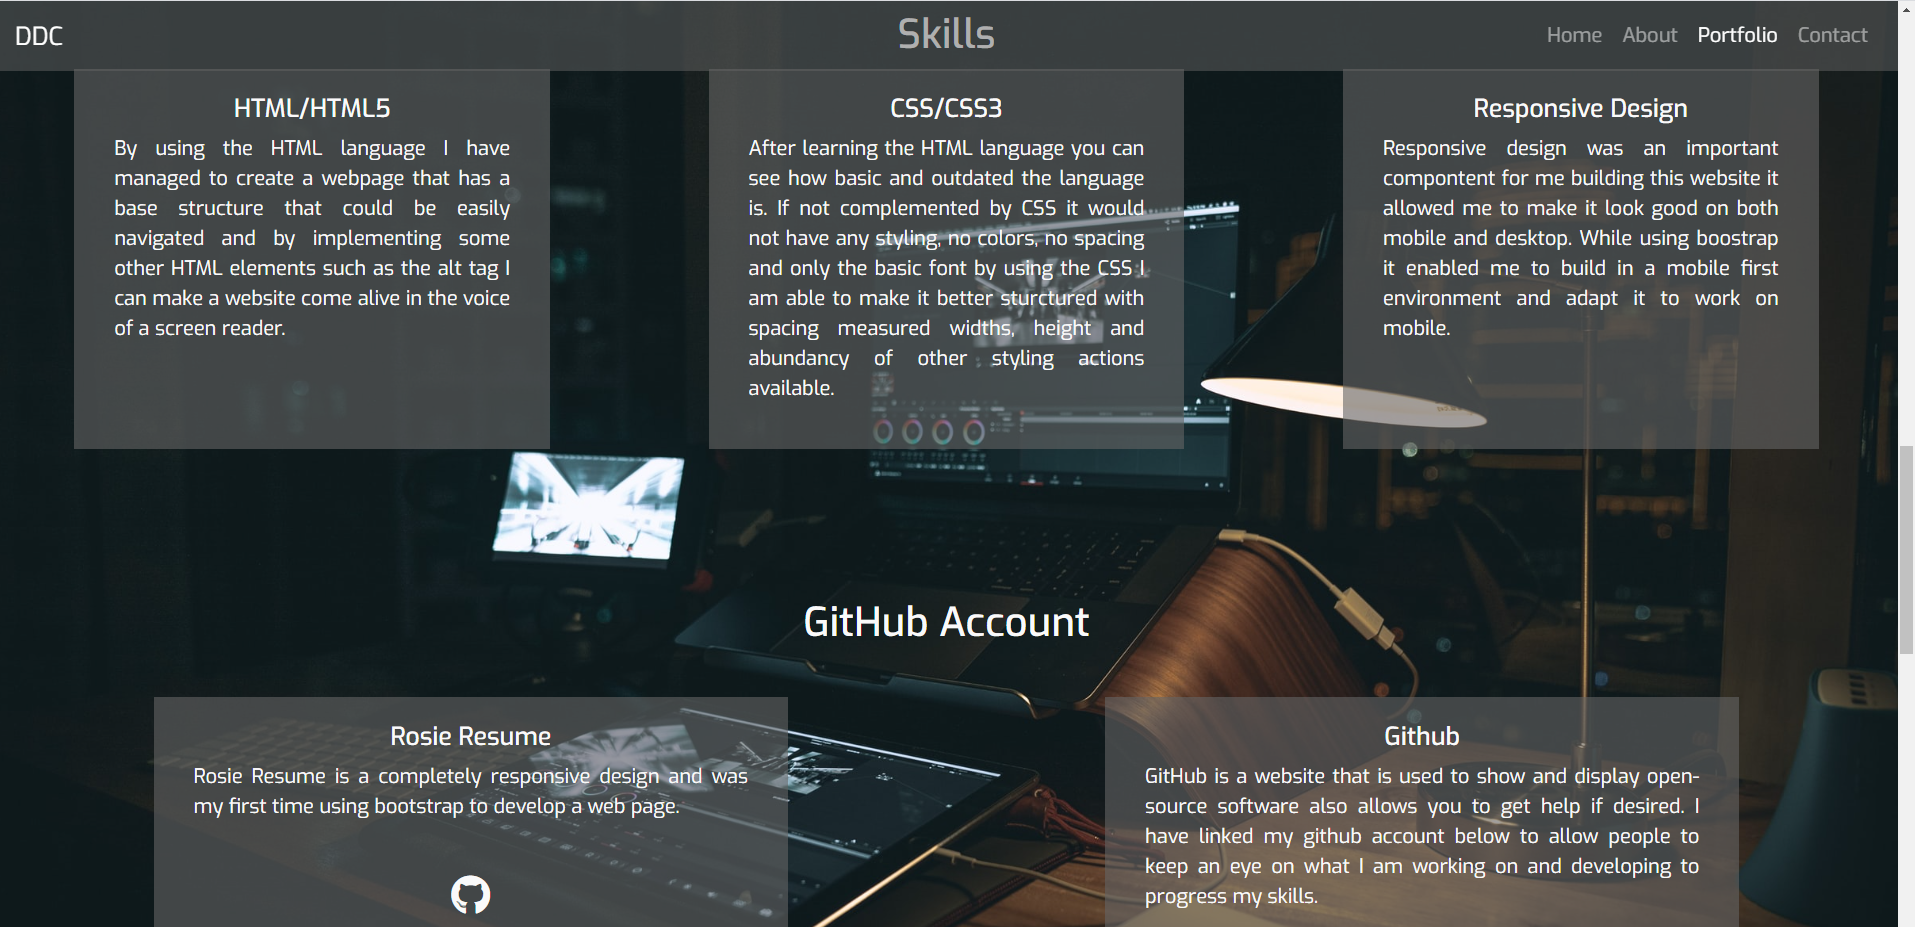 DDC
Skills
Home About Portfolio Contact
HTML/HTML5
By using the HTML language I have
managed to create a webpage that has a
base structure that could be easily
navigated and by implementing some
other HTML elements such as the alt tag I
can make a website come alive in the voice
of a screen reader.
CSS/CSS3
After learning the HTML language you can
see how basic and outdated the language
is. If not complemented by CSS it would
not have any styling, no colors, no spacing
and only the basic font by using the CSS I
am able to make it better sturctured with
spacing measured widths, height and
abundancy of other styling actions
available.
Responsive Design
Responsive design was an important
compontent for me building this website it
allowed me to make it look good on both
mobile and desktop. While using boostrap
it enabled me to build in a mobile first
environment and adapt it to work on
mobile.
GitHub Account
Rosie Resume
Rosie Resume is a completely responsive design and was
my first time using bootstrap to develop a web page.
Github
GitHub is a website that is used to show and display open-
source software also allows you to get help if desired. I
have linked my github account below to allow people to
keep an eye on what I am working on and developing to
progress my skills.